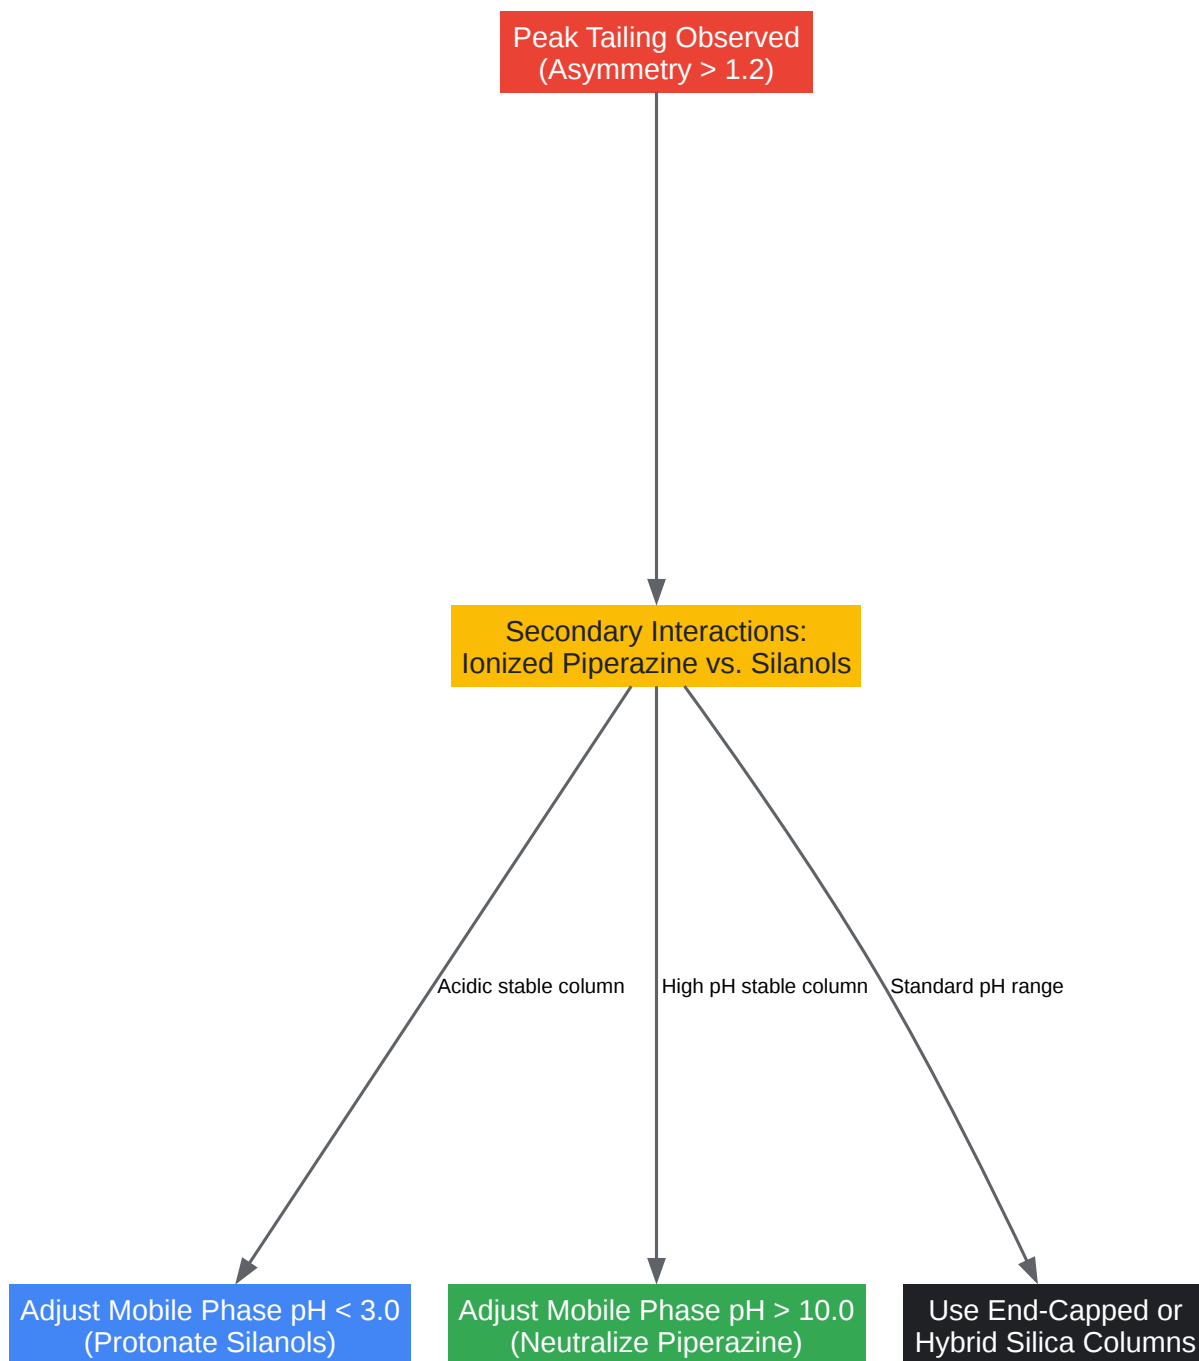 Peak Tailing Observed
(Asymmetry > 1.2)
Secondary Interactions:
Ionized Piperazine vs. Silanols
Acidic stable column
High pH stable column
Standard pH range
Adjust Mobile Phase pH < 3.0
(Protonate Silanols)
Adjust Mobile Phase pH > 10.0
(Neutralize Piperazine)
Use End-Capped or
Hybrid Silica Columns